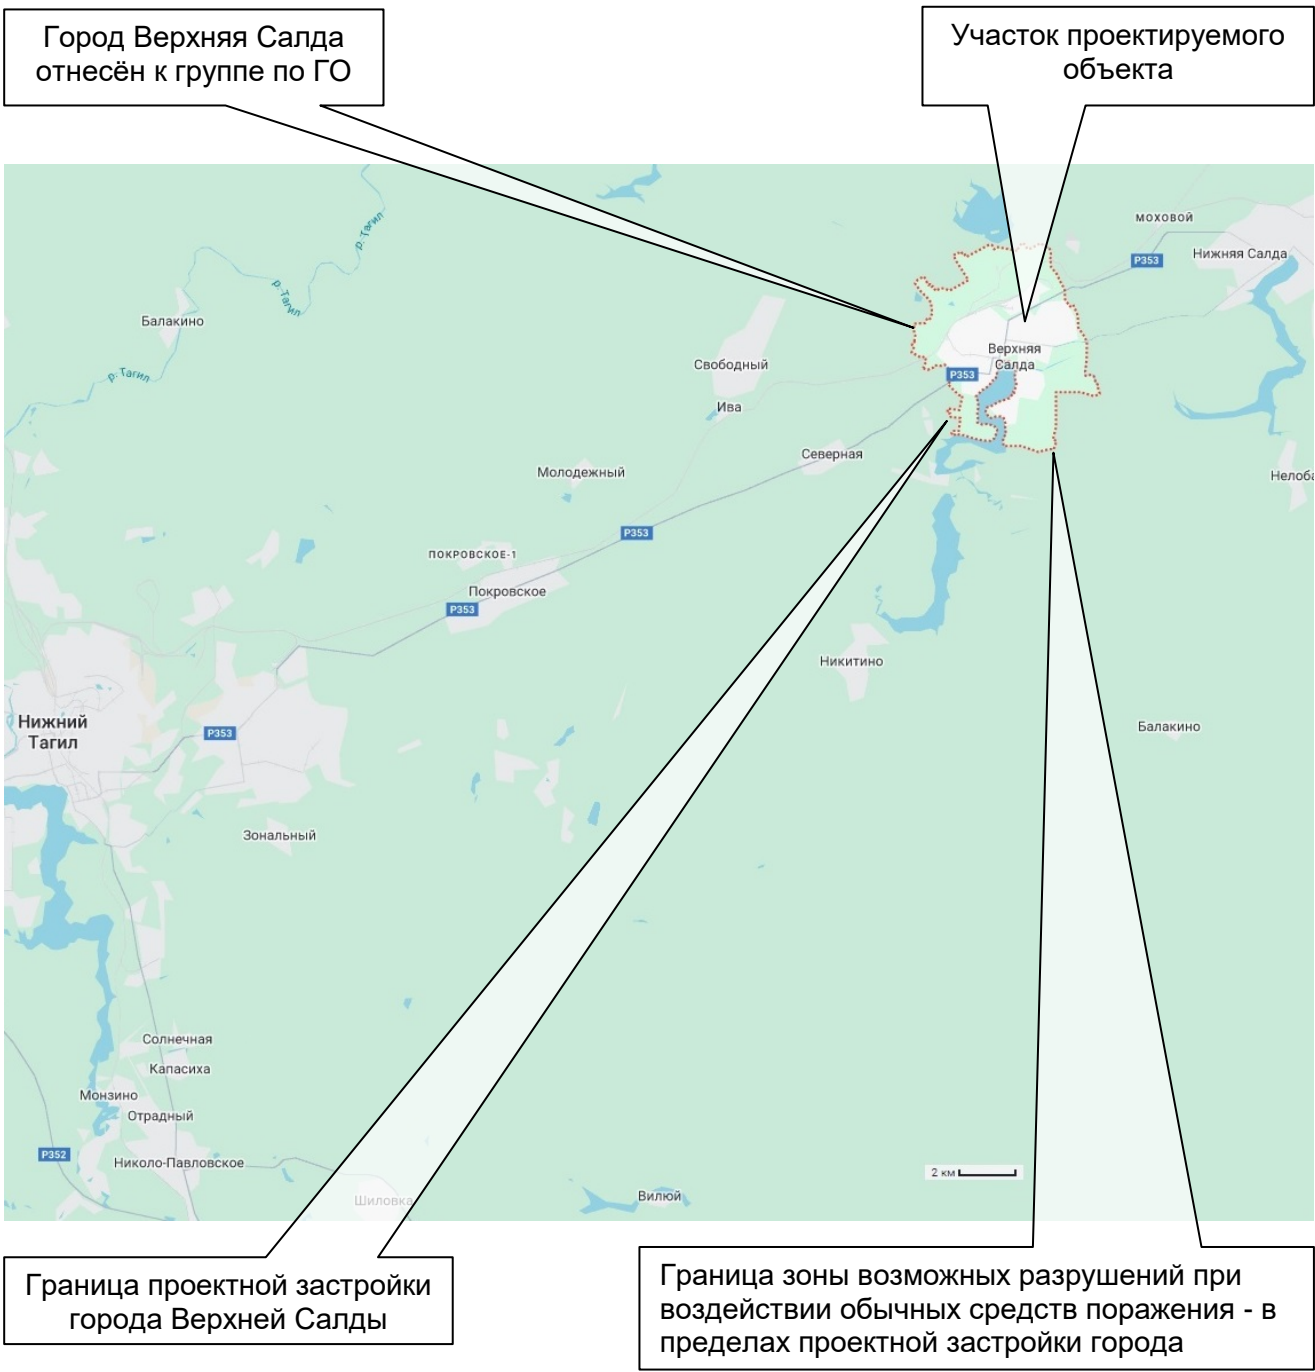 Город Верхняя Салда
отнесён к группе по ГО
Участок проектируемого
объекта
р. Тагил
р. Тагил
р. Тагил
МОХОВОЙ
Р353
Нижняя Салда
Балакино
Свободный
Верхняя
Салда
Р353
Ива
Северная
Молодежный
Нелоба
Р353
ПОКРОВСКОЕ-1
Покровское
Р353
Никитино
Нижний
Тагил
Р353
Балакино
Зональный
Солнечная
Капасиха
Монзино
Отрадный
Р352
Николо-Павловское
2 км
Шиловка
Вилюй
Граница проектной застройки
города Верхней Салды
Граница зоны возможных разрушений при
воздействии обычных средств поражения - в
пределах проектной застройки города